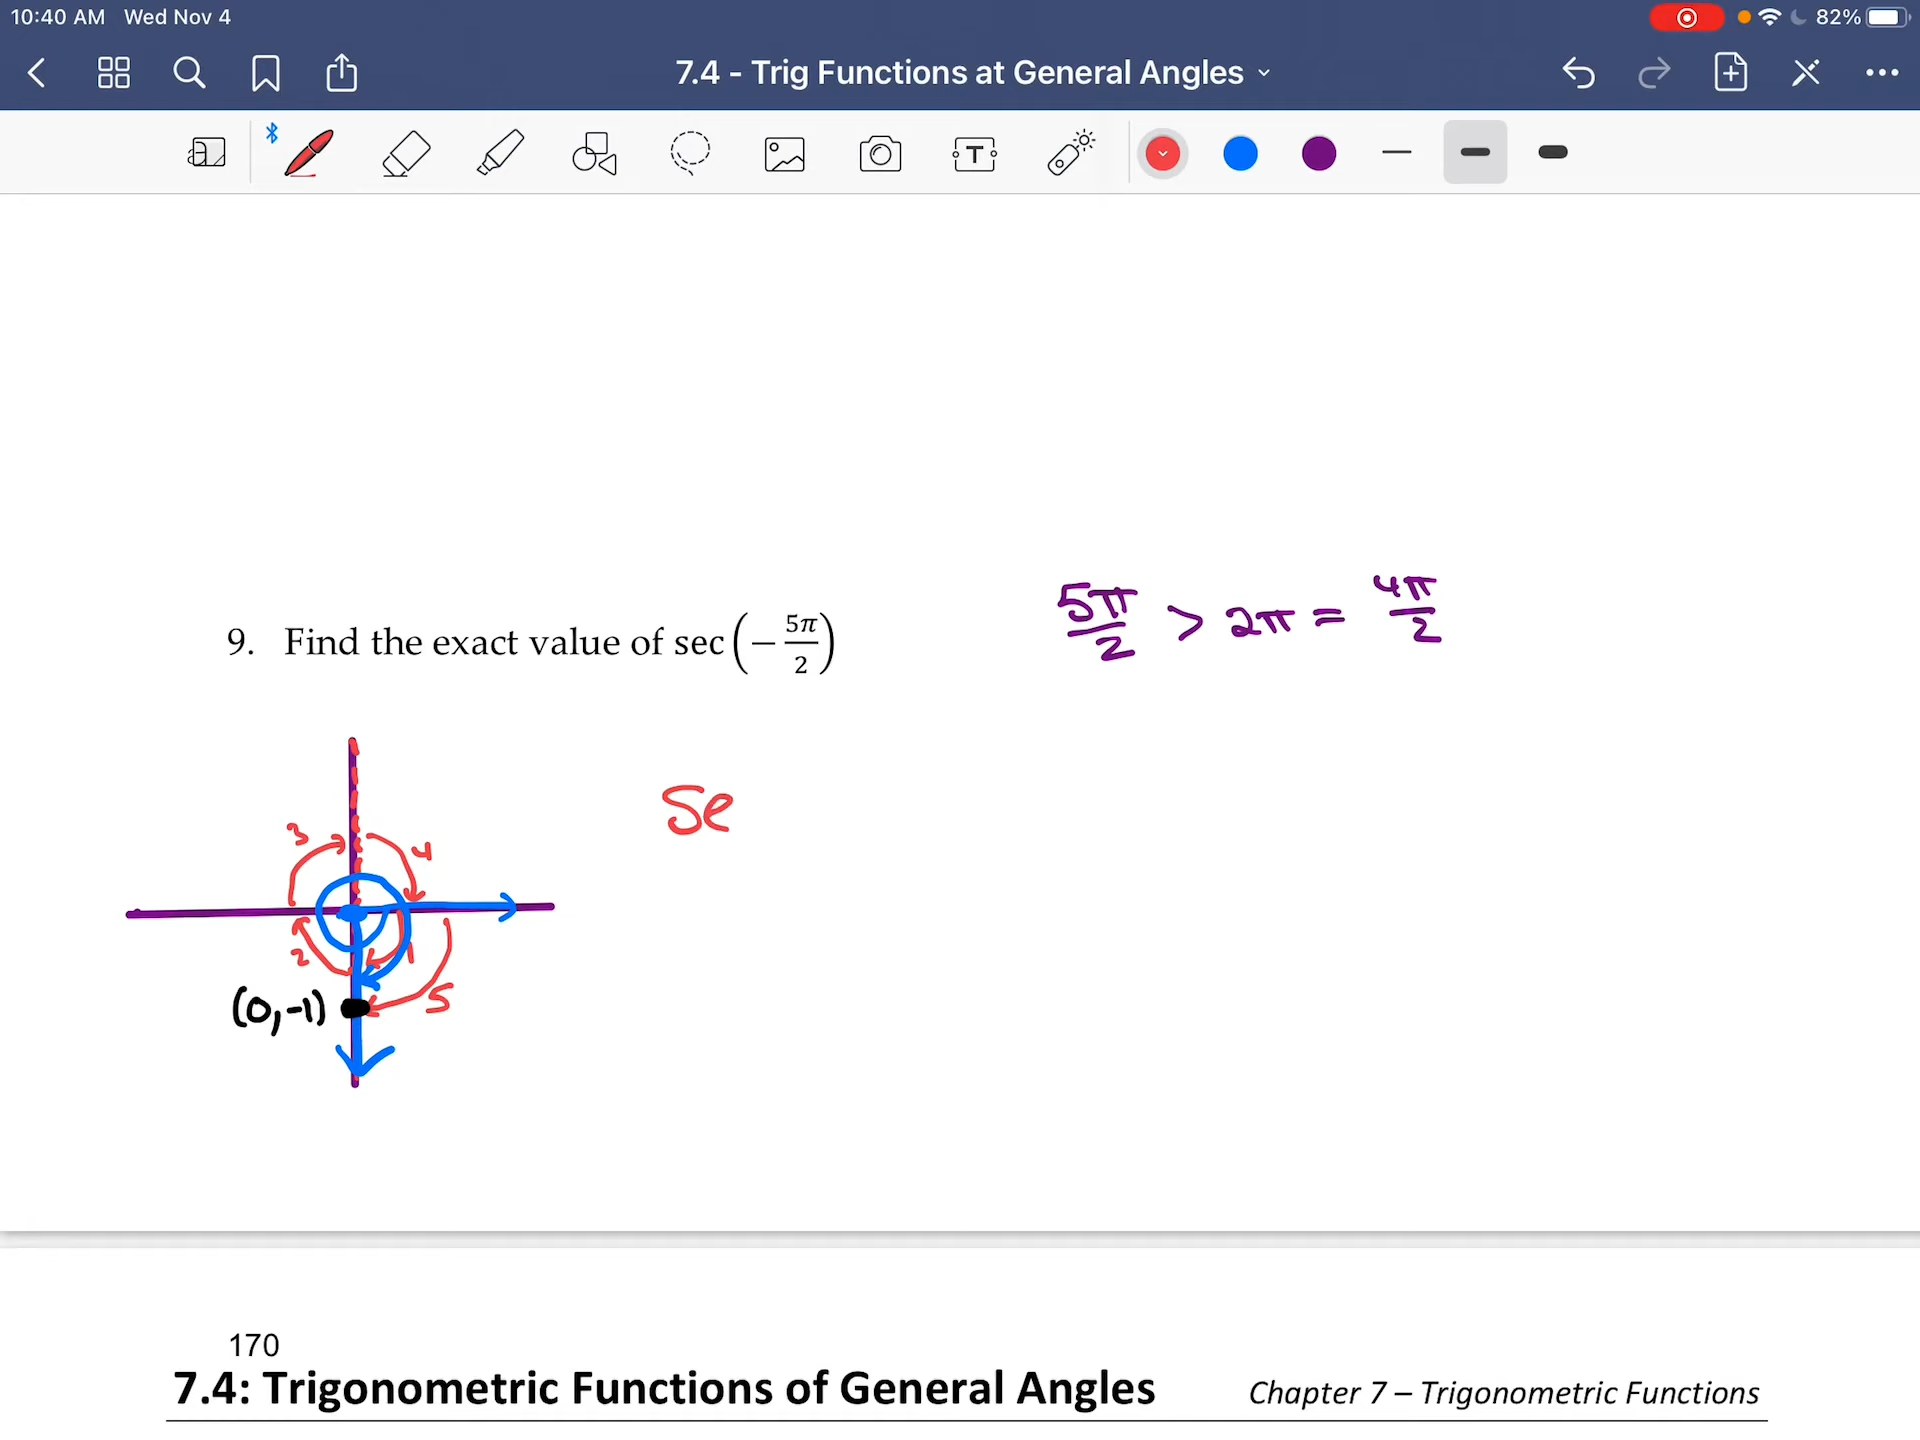 10:40 AM Wed Nov 4 82%
7.4 - Trig Functions at General Angles
9. Find the exact value of sec(−5π/2)
5π/2 > 2π = 4π/2
Se
3
4
2
1
(0,-1)
5
170
7.4: Trigonometric Functions of General Angles Chapter 7 – Trigonometric Functions